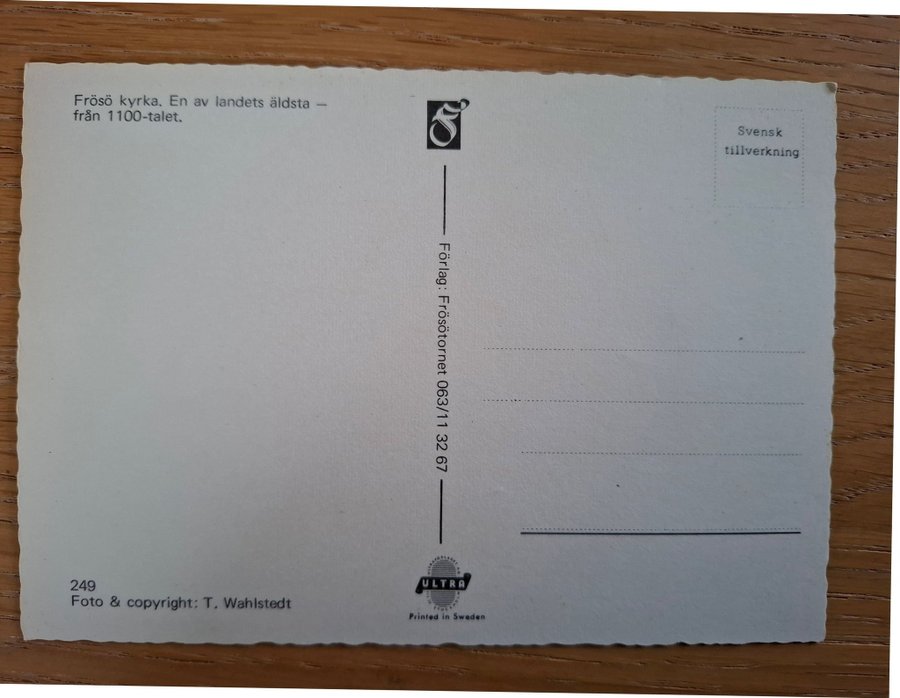 Frösö kyrka. En av landets äldsta –
från 1100-talet.
Svensk
tillverkning
Förlag: Frösötornet 063/11 32 67
249
Foto & copyright: T. Wahlstedt
ULTRA
Printed in Sweden